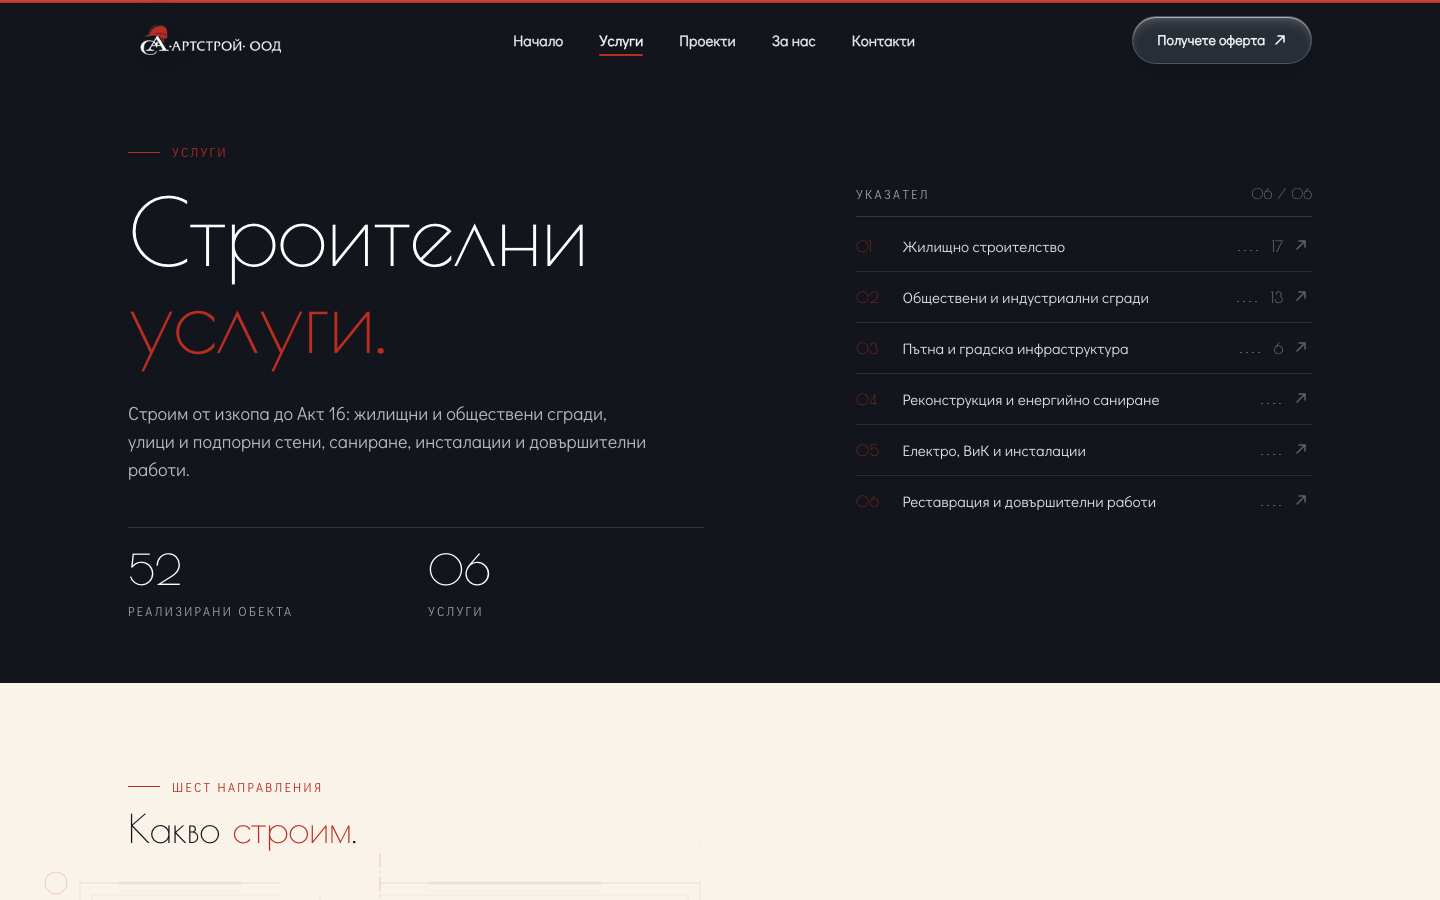 АРТСТРОЙ· ООД
Начало
Услуги
Проекти
За нас
Контакти
Получете оферта
УСЛУГИ
Строителни
услуги.
Строим от изкопа до Акт 16: жилищни и обществени сгради,
улици и подпорни стени, саниране, инсталации и довършителни
работи.
52
РЕАЛИЗИРАНИ ОБЕКТА
06
УСЛУГИ
УКАЗАТЕЛ 06 / 06
01 Жилищно строителство .... 17
02 Обществени и индустриални сгради .... 13
03 Пътна и градска инфраструктура .... 6
04 Реконструкция и енергийно саниране ....
05 Електро, ВиК и инсталации ....
06 Реставрация и довършителни работи ....
ШЕСТ НАПРАВЛЕНИЯ
Какво строим.